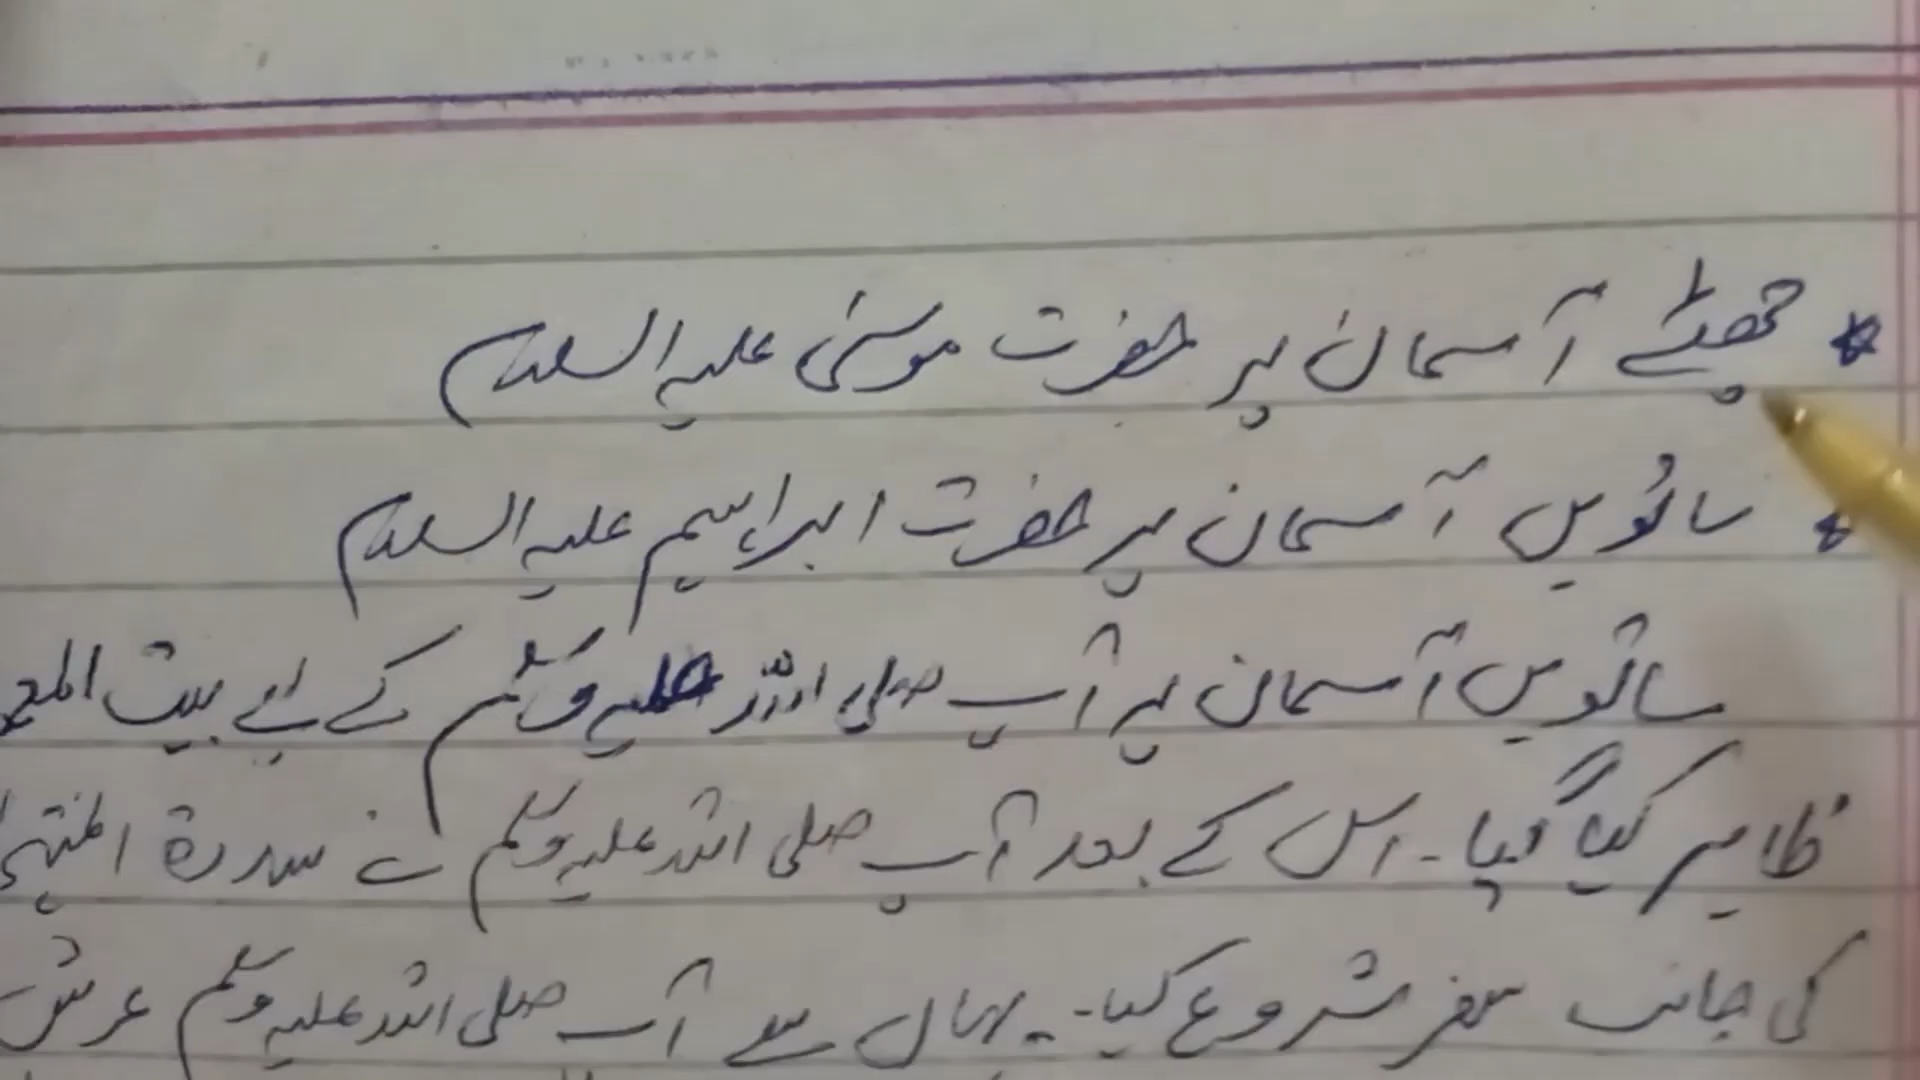 * چھٹے آسمان پر حضرت موسیٰ علیہ السلام
* ساتویں آسمان پر حضرت ابراہیم علیہ السلام
ساتویں آسمان پر آپ صلی اللہ علیہ وسلم کے لیے بیت المع
ظاہر کیا گیا۔ اس کے بعد آپ صلی اللہ علیہ وسلم نے سدرۃ المنتہیٰ
کی جانب سفر شروع کیا۔ یہاں سے آپ صلی اللہ علیہ وسلم عرش